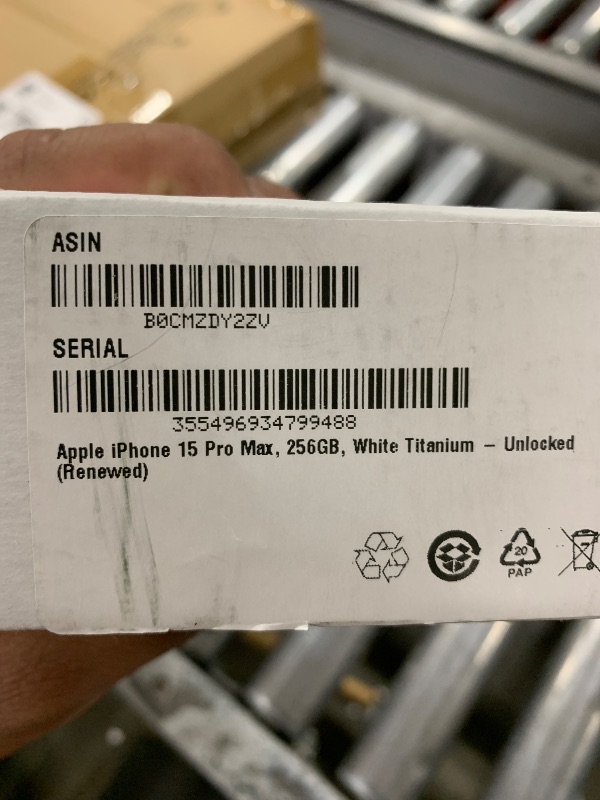 ASIN
B0CMZDY2ZV
SERIAL
355496934799488
Apple iPhone 15 Pro Max, 256GB, White Titanium – Unlocked
(Renewed)
20
PAP